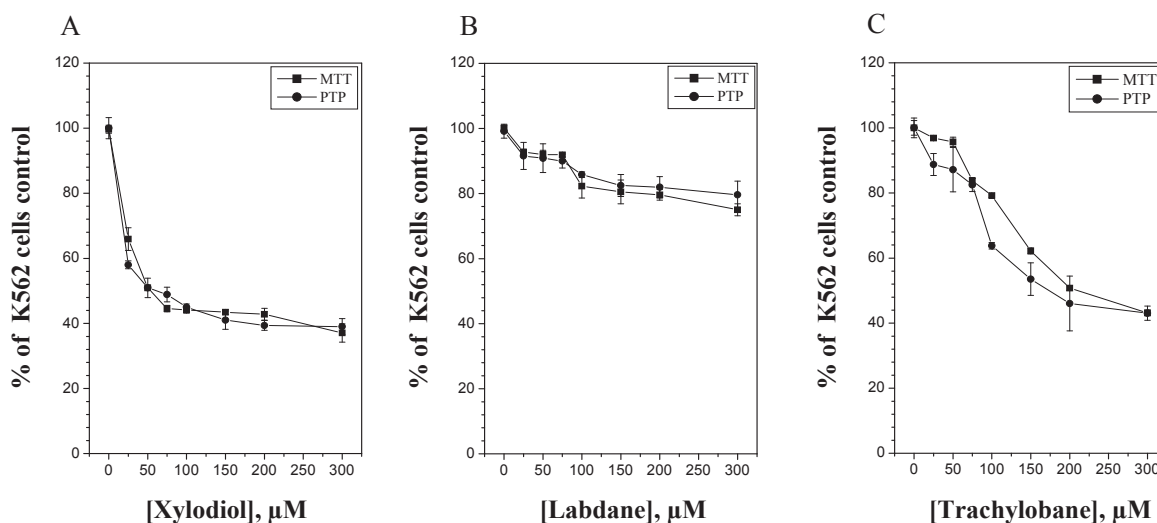 A
B
C
120
100
80
60
40
20
0
MTT
PTP
% of K562 cells control
0 50 100 150 200 250 300
[Xylodiol], µM
120
100
80
60
40
20
0
MTT
PTP
% of K562 cells control
0 50 100 150 200 250 300
[Labdane], µM
120
100
80
60
40
20
0
MTT
PTP
% of K562 cells control
0 50 100 150 200 250 300
[Trachylobane], µM